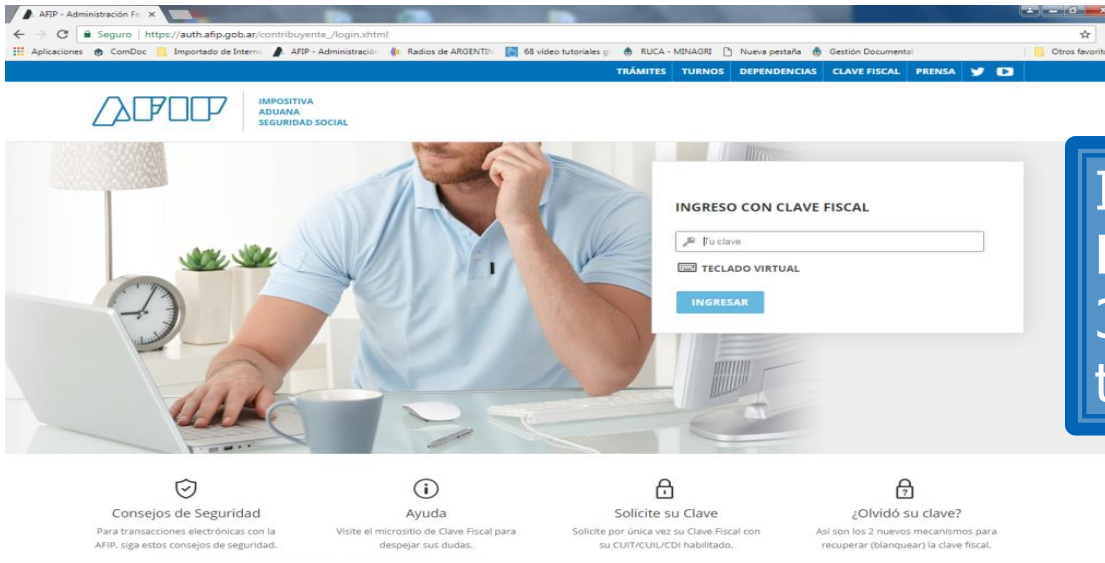 AFIP - Administración Fe
Seguro | https://auth.afip.gob.ar/contribuyente_/login.xhtml
Aplicaciones ComDoc Importado de Intern AFIP - Administración Radios de ARGENTIN 68 video tutoriales g RUCA - MINAGRI Nueva pestaña Gestión Documental Otros favorit
TRÁMITES TURNOS DEPENDENCIAS CLAVE FISCAL PRENSA
AFIP
IMPOSITIVA
ADUANA
SEGURIDAD SOCIAL
INGRESO CON CLAVE FISCAL
Tu clave
TECLADO VIRTUAL
INGRESAR
Consejos de Seguridad
Para transacciones electrónicas con la
AFIP, siga estos consejos de seguridad.
Ayuda
Visite el micrositio de Clave Fiscal para
despejar sus dudas.
Solicite su Clave
Solicite por única vez su Clave Fiscal con
su CUIT/CUIL/CDI habilitado.
¿Olvidó su clave?
Así son los 2 nuevos mecanismos para
recuperar (blanquear) la clave fiscal.